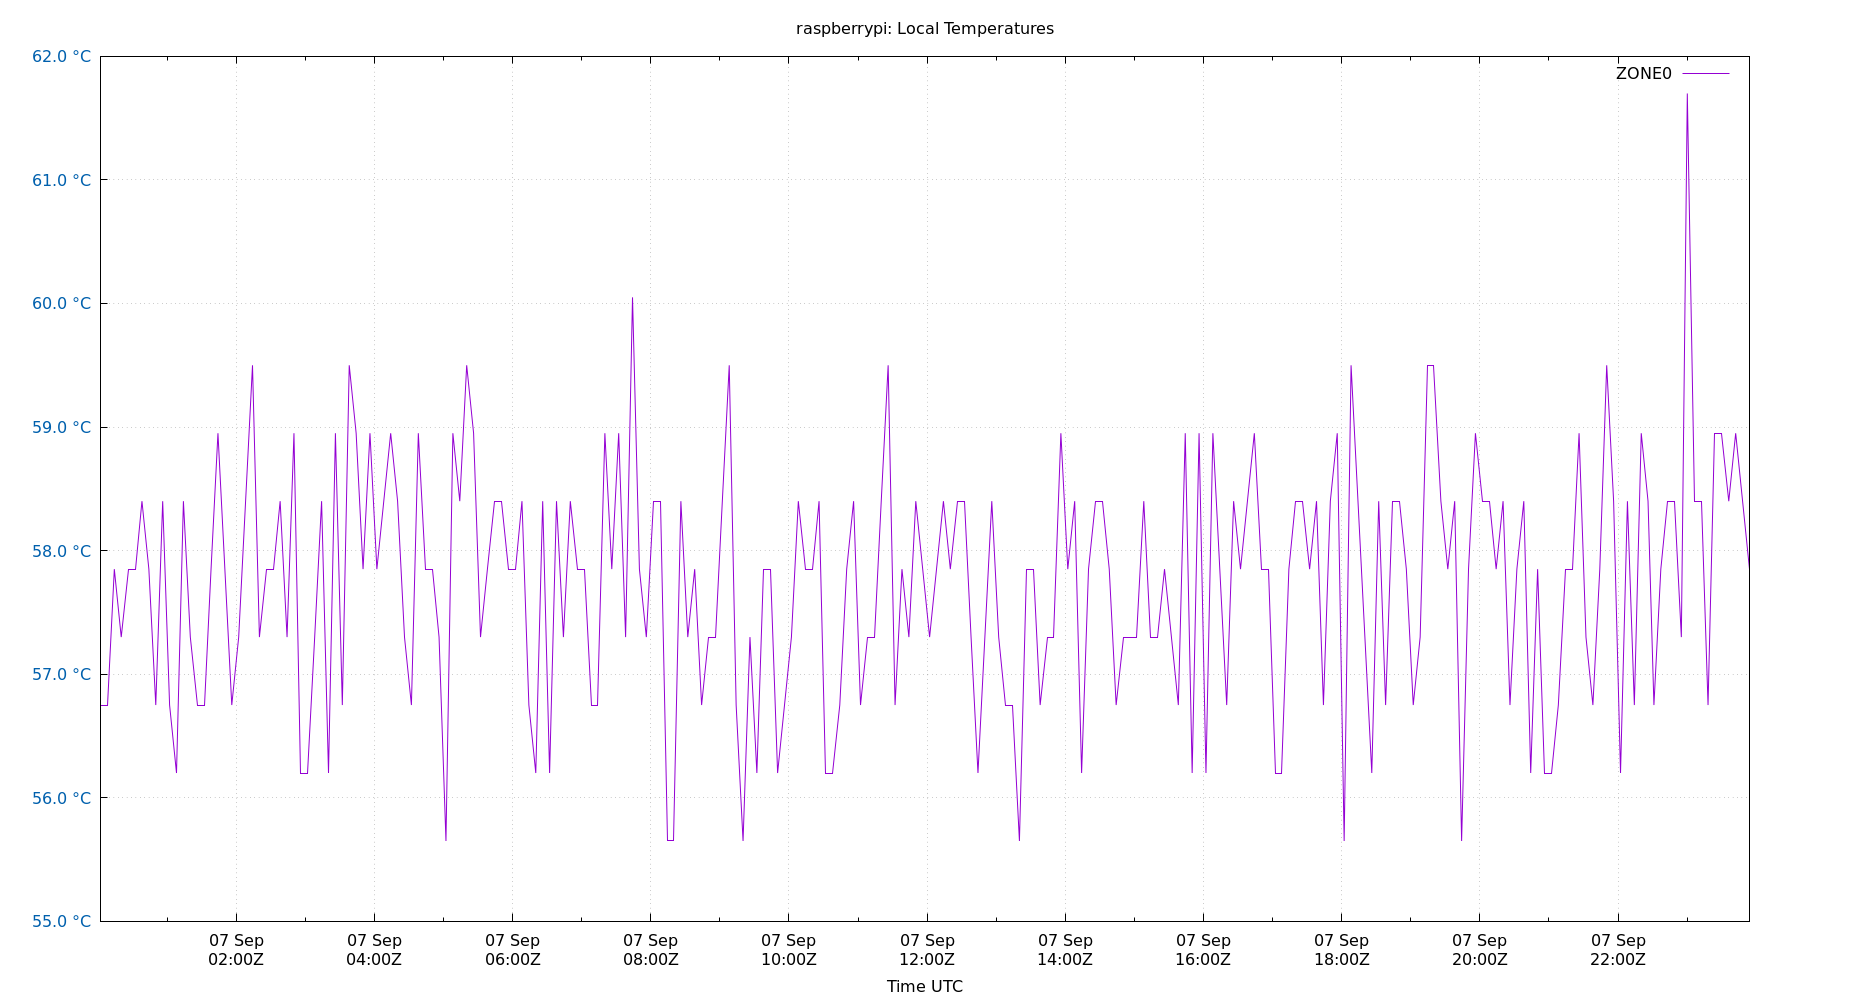 raspberrypi: Local Temperatures
62.0 °C
ZONE0
61.0 °C
60.0 °C
59.0 °C
58.0 °C
57.0 °C
56.0 °C
55.0 °C
07 Sep 07 Sep 07 Sep 07 Sep 07 Sep 07 Sep 07 Sep 07 Sep 07 Sep 07 Sep 07 Sep
02:00Z 04:00Z 06:00Z 08:00Z 10:00Z 12:00Z 14:00Z 16:00Z 18:00Z 20:00Z 22:00Z
Time UTC